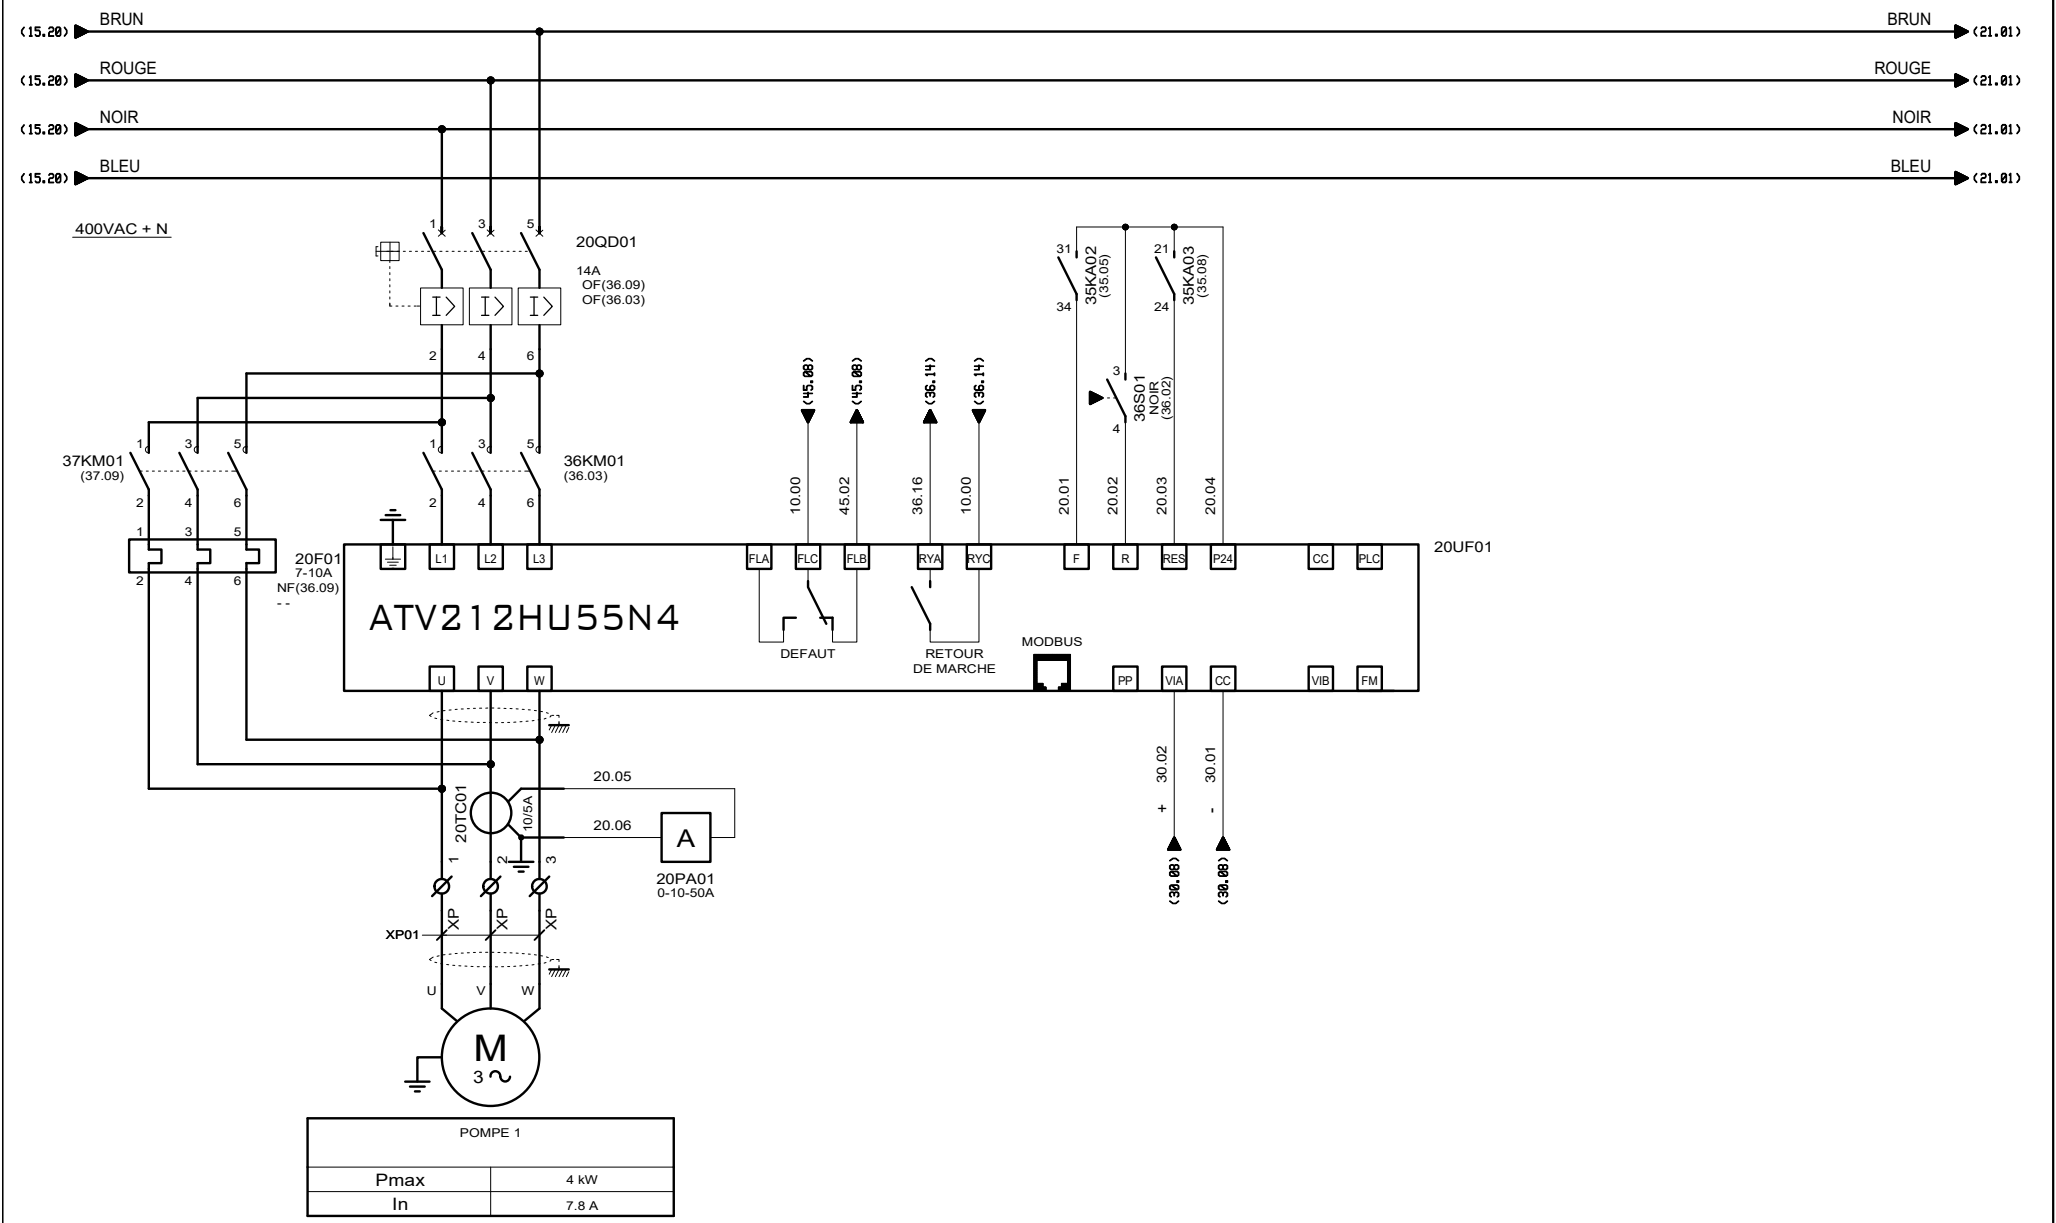 BRUN
BRUN
(15.20)
(21.01)
ROUGE
ROUGE
(15.20)
(21.01)
NOIR
NOIR
(15.20)
(21.01)
BLEU
BLEU
(15.20)
(21.01)
400VAC + N
1
3
5
20QD01
14A
OF(36.09)
OF(36.03)
I>
I>
I>
2
4
6
31
34
35KA02
(35.05)
21
24
35KA03
(35.08)
3
4
36S01
NOIR
(36.02)
(45.08)
(45.08)
(36.14)
(36.14)
1
3
5
37KM01
(37.09)
2
4
6
1
3
5
36KM01
(36.03)
2
4
6
10.00
45.02
36.16
10.00
20.01
20.02
20.03
20.04
1
3
5
20F01
7-10A
NF(36.09)
--
2
4
6
L1
L2
L3
FLA
FLC
FLB
RYA
RYC
F
R
RES
P24
CC
PLC
20UF01
ATV212HU55N4
DEFAUT
RETOUR
DE MARCHE
MODBUS
U
V
W
PP
VIA
CC
VIB
FM
30.02
30.01
+
-
(30.08)
(30.08)
20TC01
10/5A
20.05
20.06
A
20PA01
0-10-50A
1
2
3
XP
XP
XP
XP01
U
V
W
M
3~
POMPE 1
Pmax
4 kW
In
7.8 A